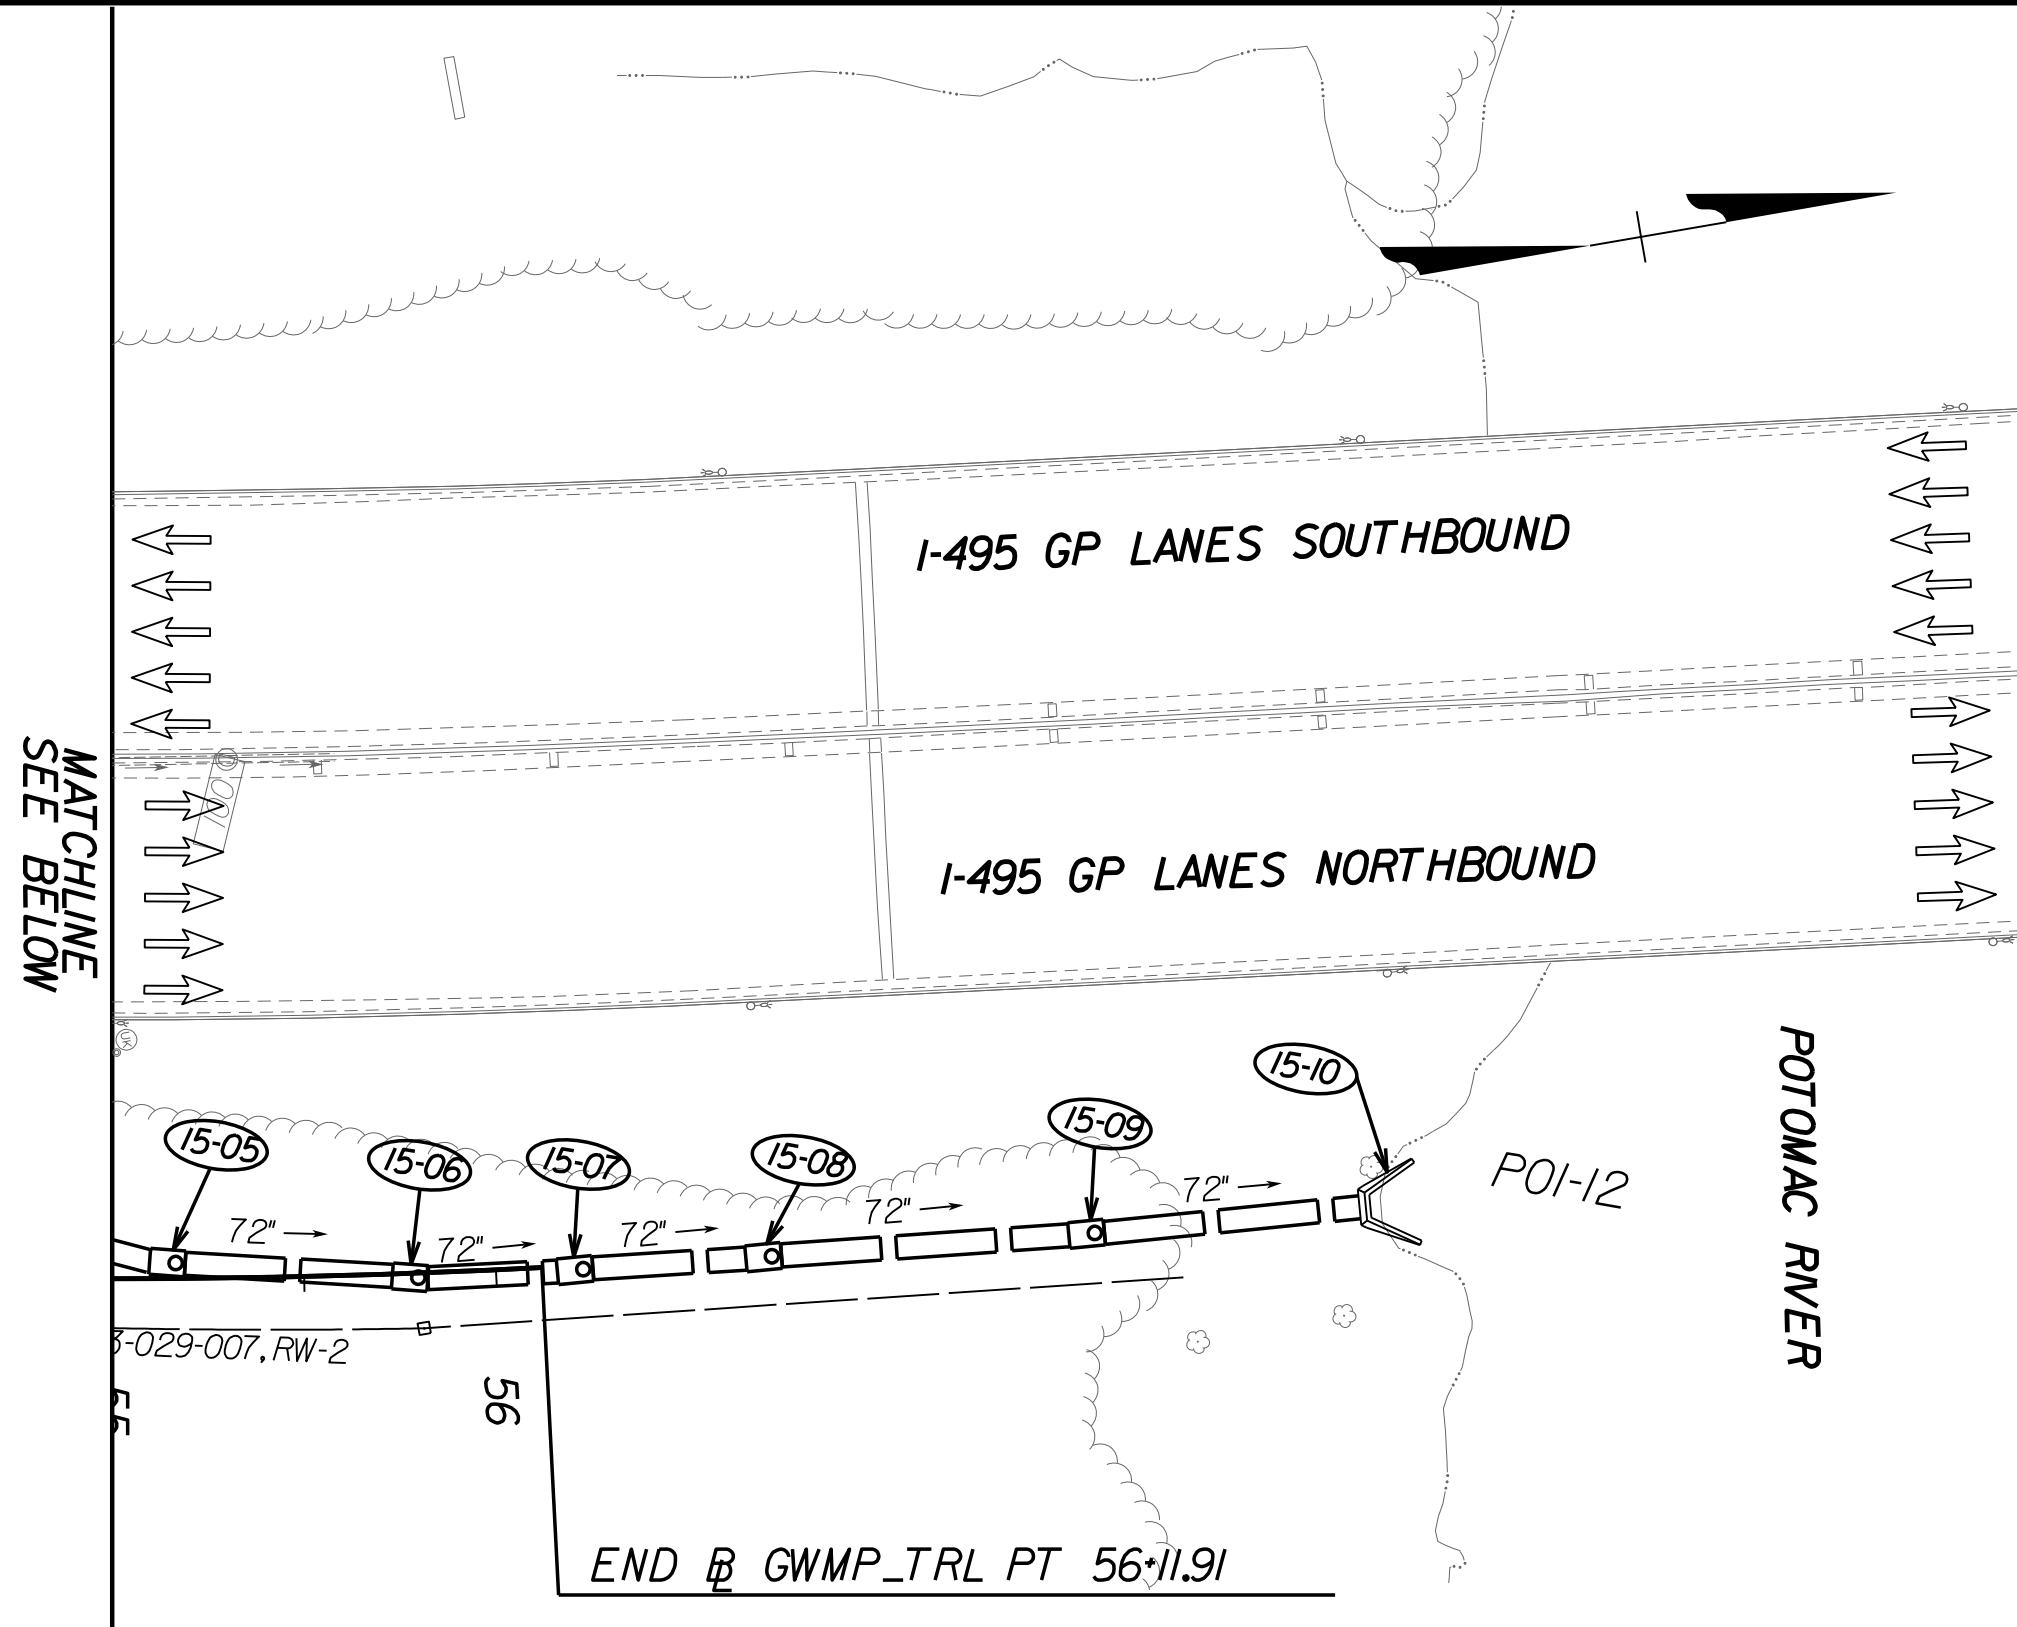 I-495 GP LANES SOUTHBOUND
I-495 GP LANES NORTHBOUND
MATCHLINE
SEE BELOW
POTOMAC RIVER
15-05
15-06
15-07
15-08
15-09
15-10
72"
72"
72"
72"
72"
P01-12
3-029-007, RW-2
55
56
END BL GWMP_TRL PT 56+11.91